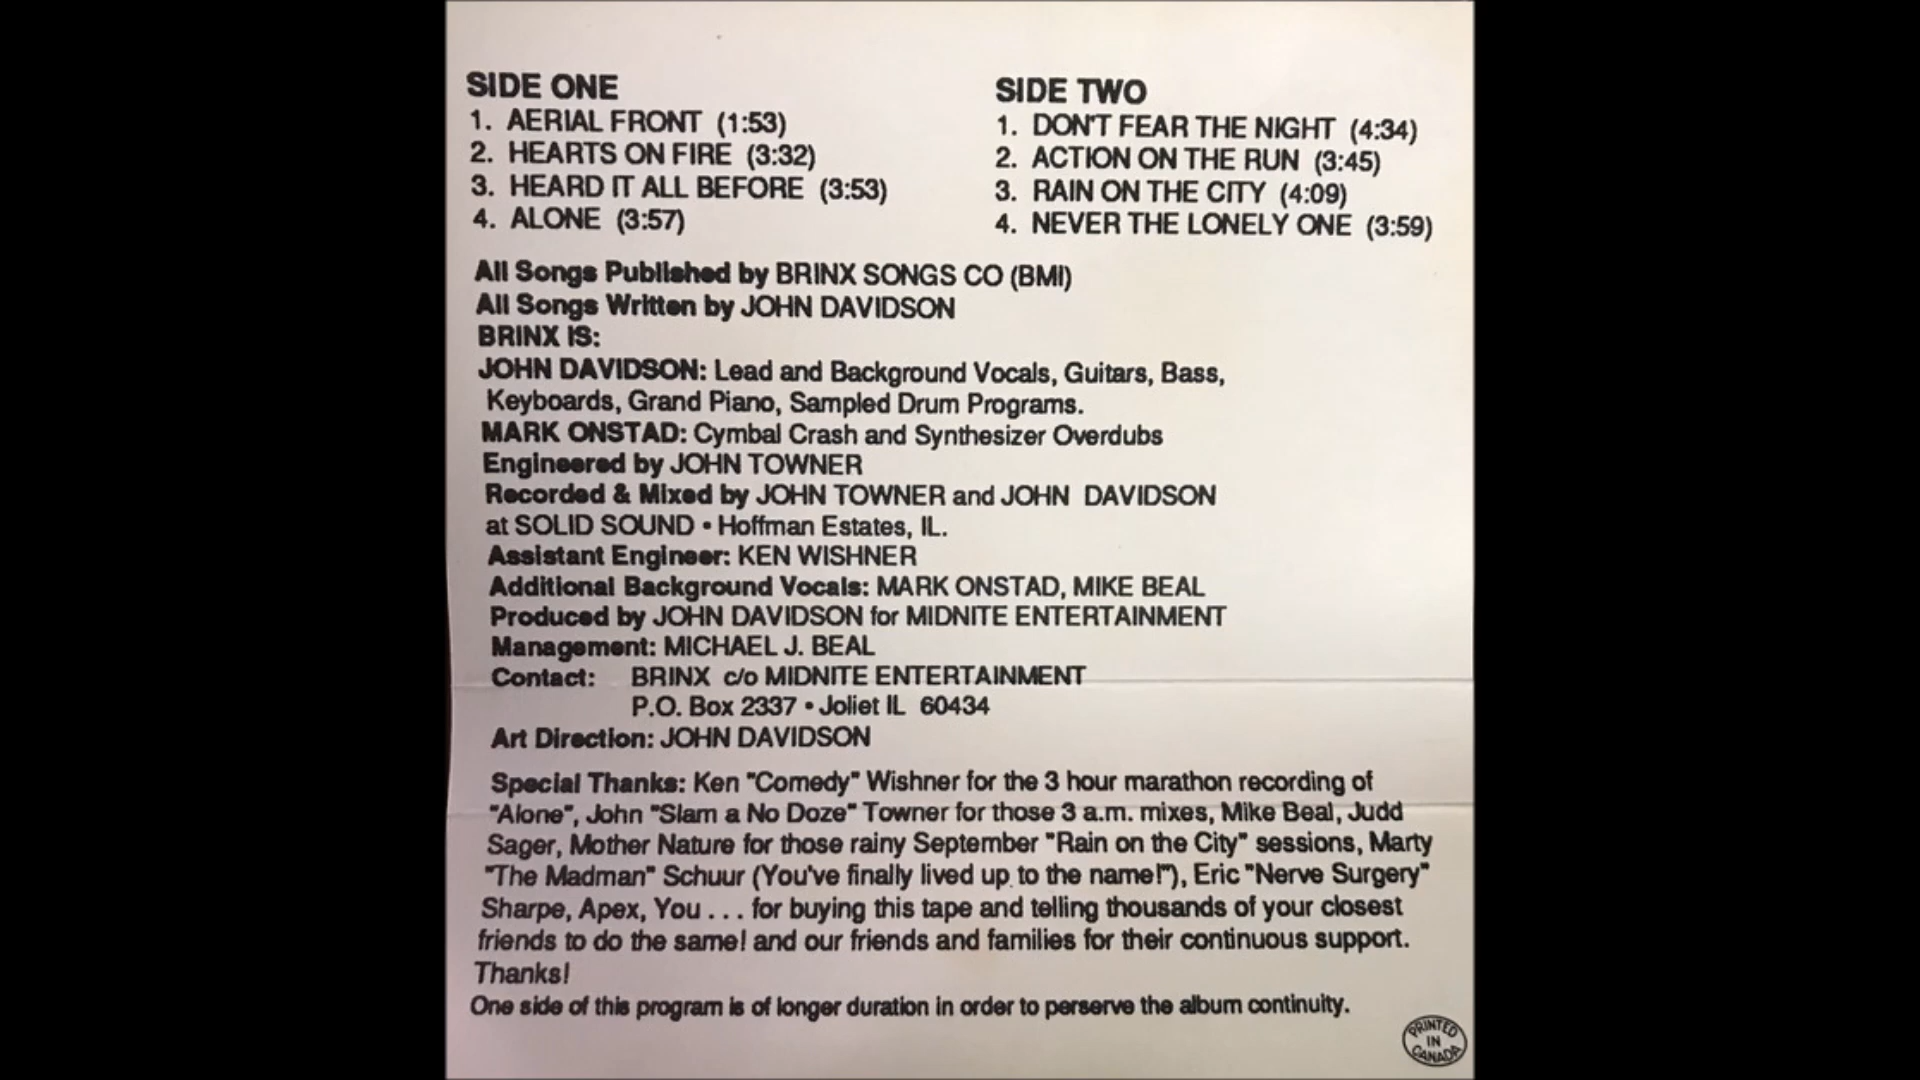 SIDE ONE
1. AERIAL FRONT (1:53)
2. HEARTS ON FIRE (3:32)
3. HEARD IT ALL BEFORE (3:53)
4. ALONE (3:57)
SIDE TWO
1. DON'T FEAR THE NIGHT (4:34)
2. ACTION ON THE RUN (3:45)
3. RAIN ON THE CITY (4:09)
4. NEVER THE LONELY ONE (3:59)
All Songs Published by BRINX SONGS CO (BMI)
All Songs Written by JOHN DAVIDSON
BRINX IS:
JOHN DAVIDSON: Lead and Background Vocals, Guitars, Bass,
Keyboards, Grand Piano, Sampled Drum Programs.
MARK ONSTAD: Cymbal Crash and Synthesizer Overdubs
Engineered by JOHN TOWNER
Recorded & Mixed by JOHN TOWNER and JOHN DAVIDSON
at SOLID SOUND • Hoffman Estates, IL.
Assistant Engineer: KEN WISHNER
Additional Background Vocals: MARK ONSTAD, MIKE BEAL
Produced by JOHN DAVIDSON for MIDNITE ENTERTAINMENT
Management: MICHAEL J. BEAL
Contact: BRINX c/o MIDNITE ENTERTAINMENT
P.O. Box 2337 • Joliet IL 60434
Art Direction: JOHN DAVIDSON
Special Thanks: Ken "Comedy" Wishner for the 3 hour marathon recording of
"Alone", John "Slam a No Doze" Towner for those 3 a.m. mixes, Mike Beal, Judd
Sager, Mother Nature for those rainy September "Rain on the City" sessions, Marty
"The Madman" Schuur (You've finally lived up to the name!"), Eric "Nerve Surgery"
Sharpe, Apex, You . . . for buying this tape and telling thousands of your closest
friends to do the same! and our friends and families for their continuous support.
Thanks!
One side of this program is of longer duration in order to perserve the album continuity.
PRINTED
IN
CANADA